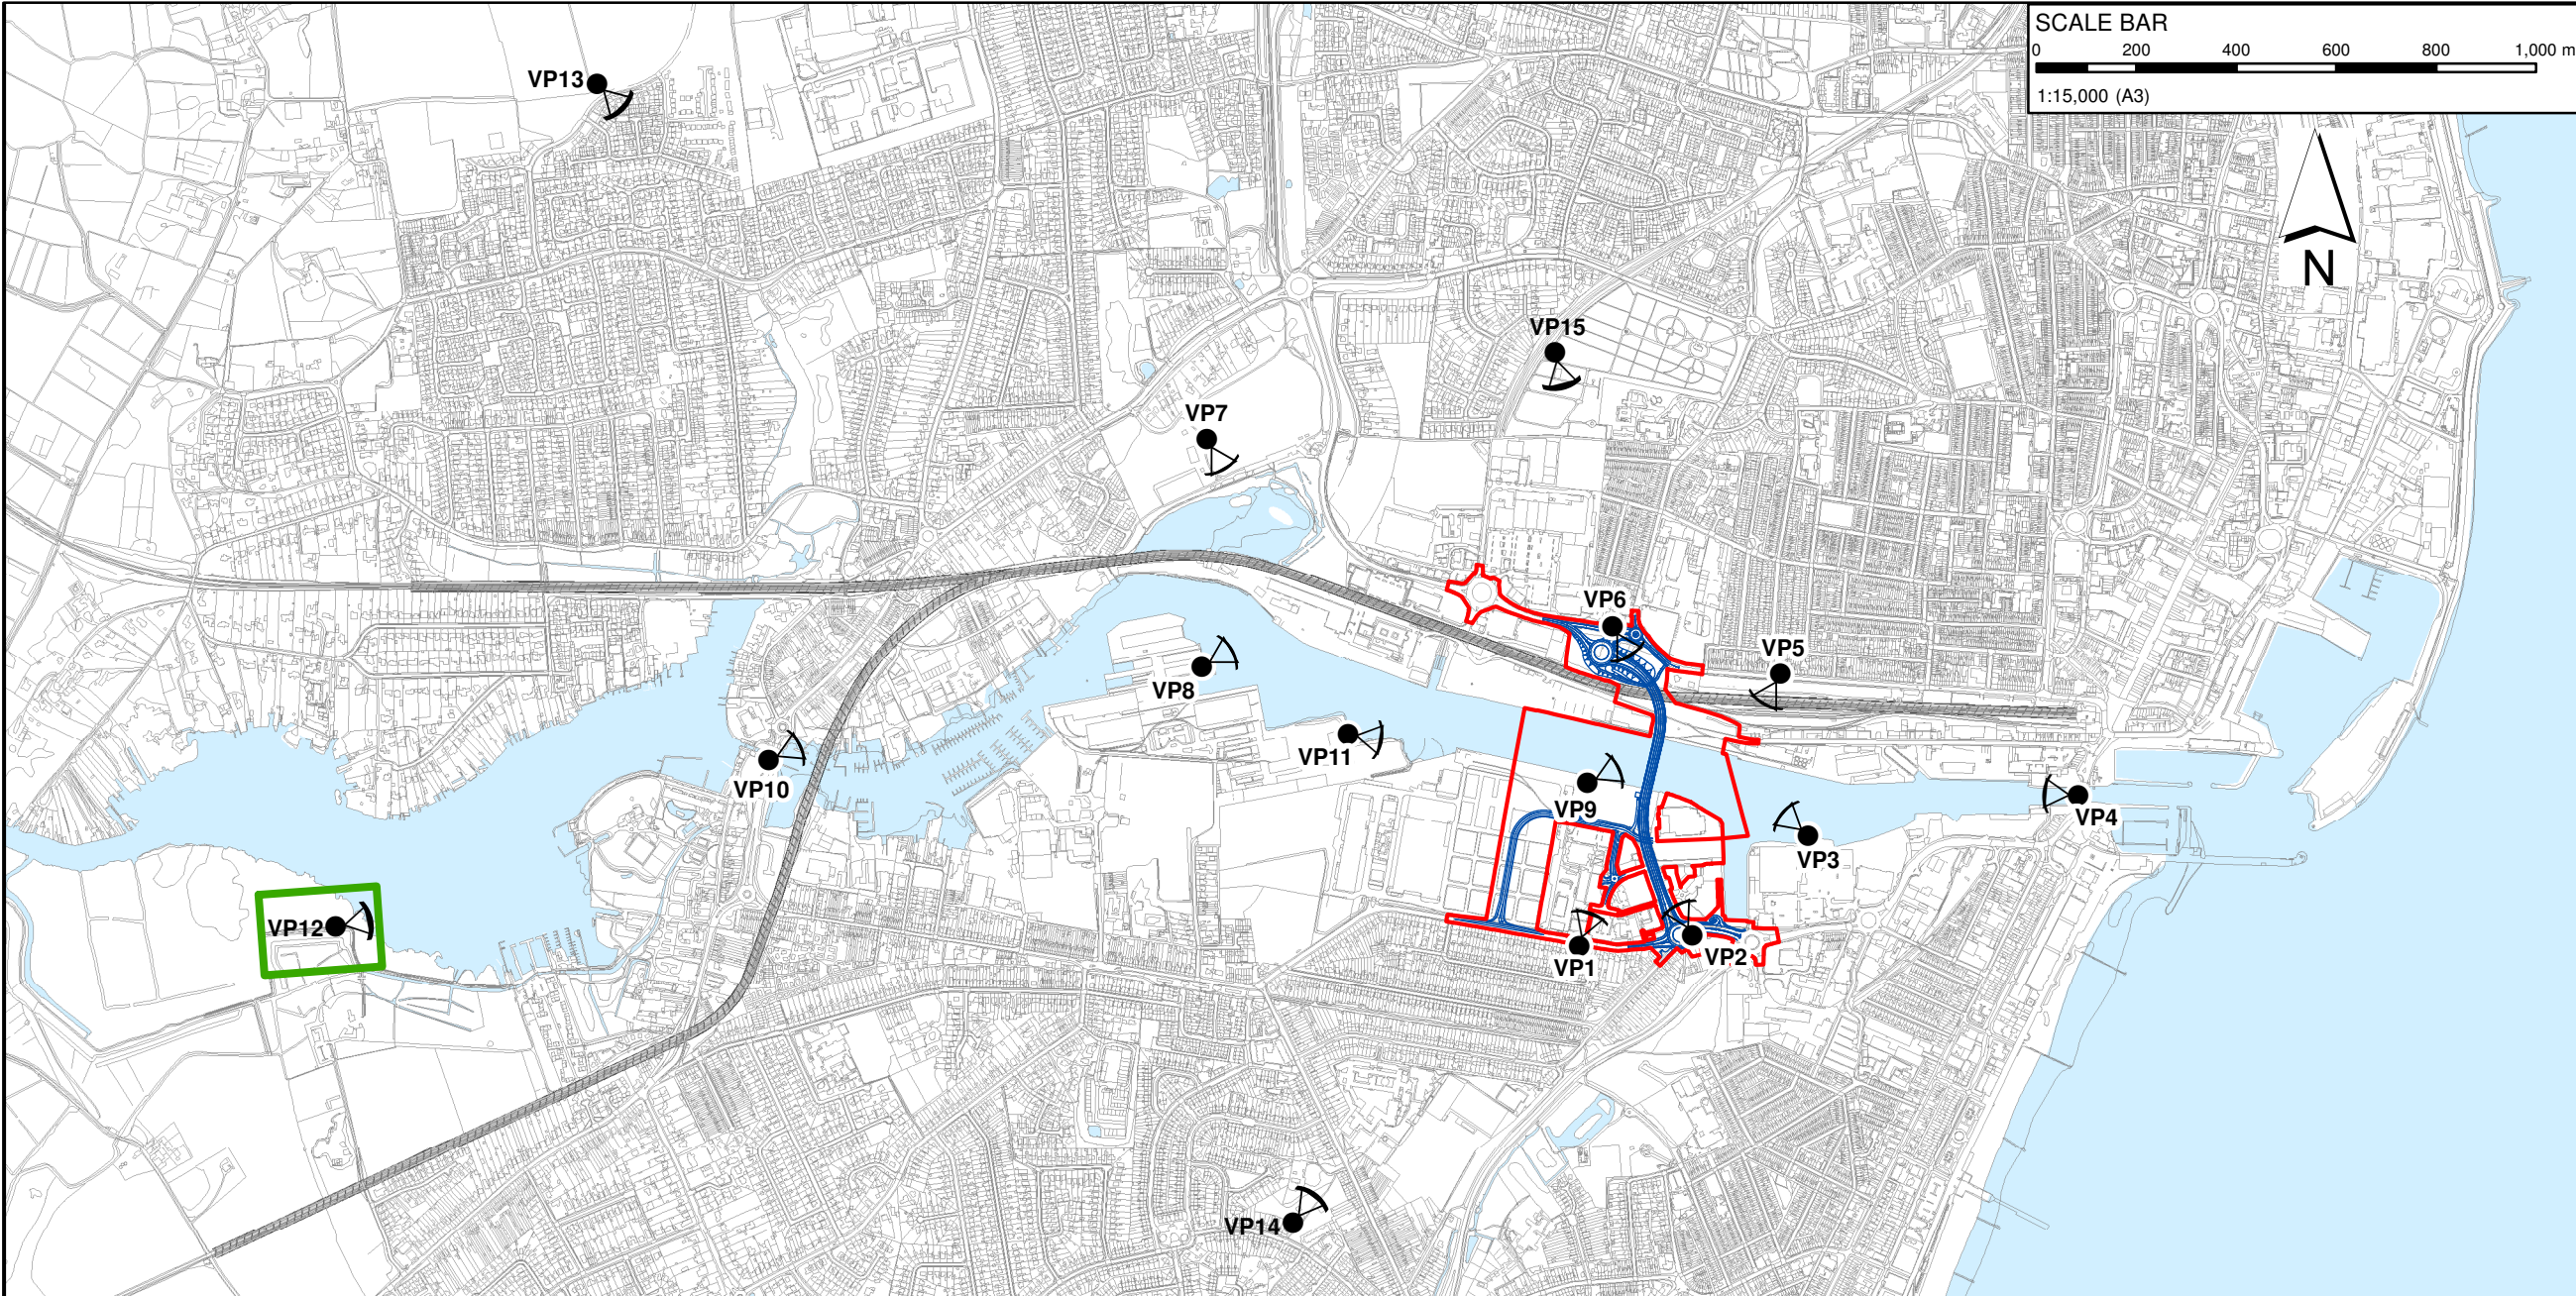 SCALE BAR
0 200 400 600 800 1,000 m
1:15,000 (A3)
N
VP13
VP15
VP7
VP6
VP5
VP8
VP11
VP10
VP9
VP4
VP3
VP12
VP2
VP1
VP14